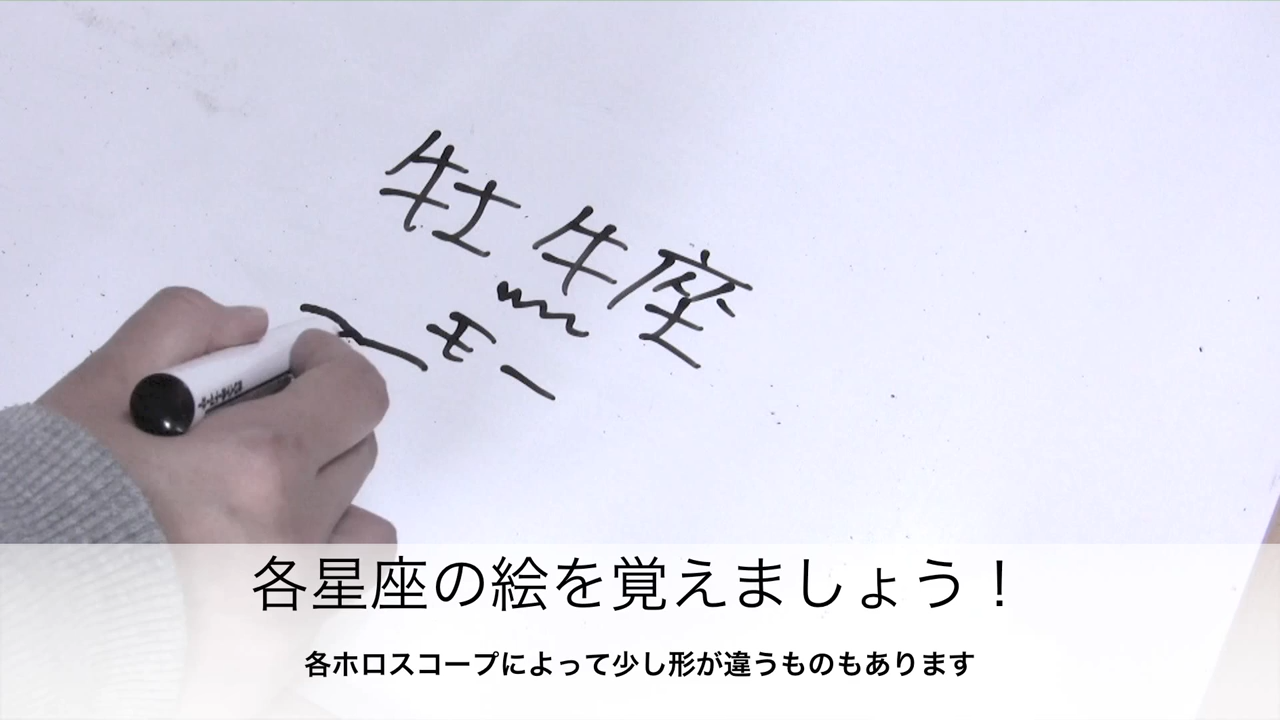 牡牛座
モー
各星座の絵を覚えましょう！
各ホロスコープによって少し形が違うものもあります